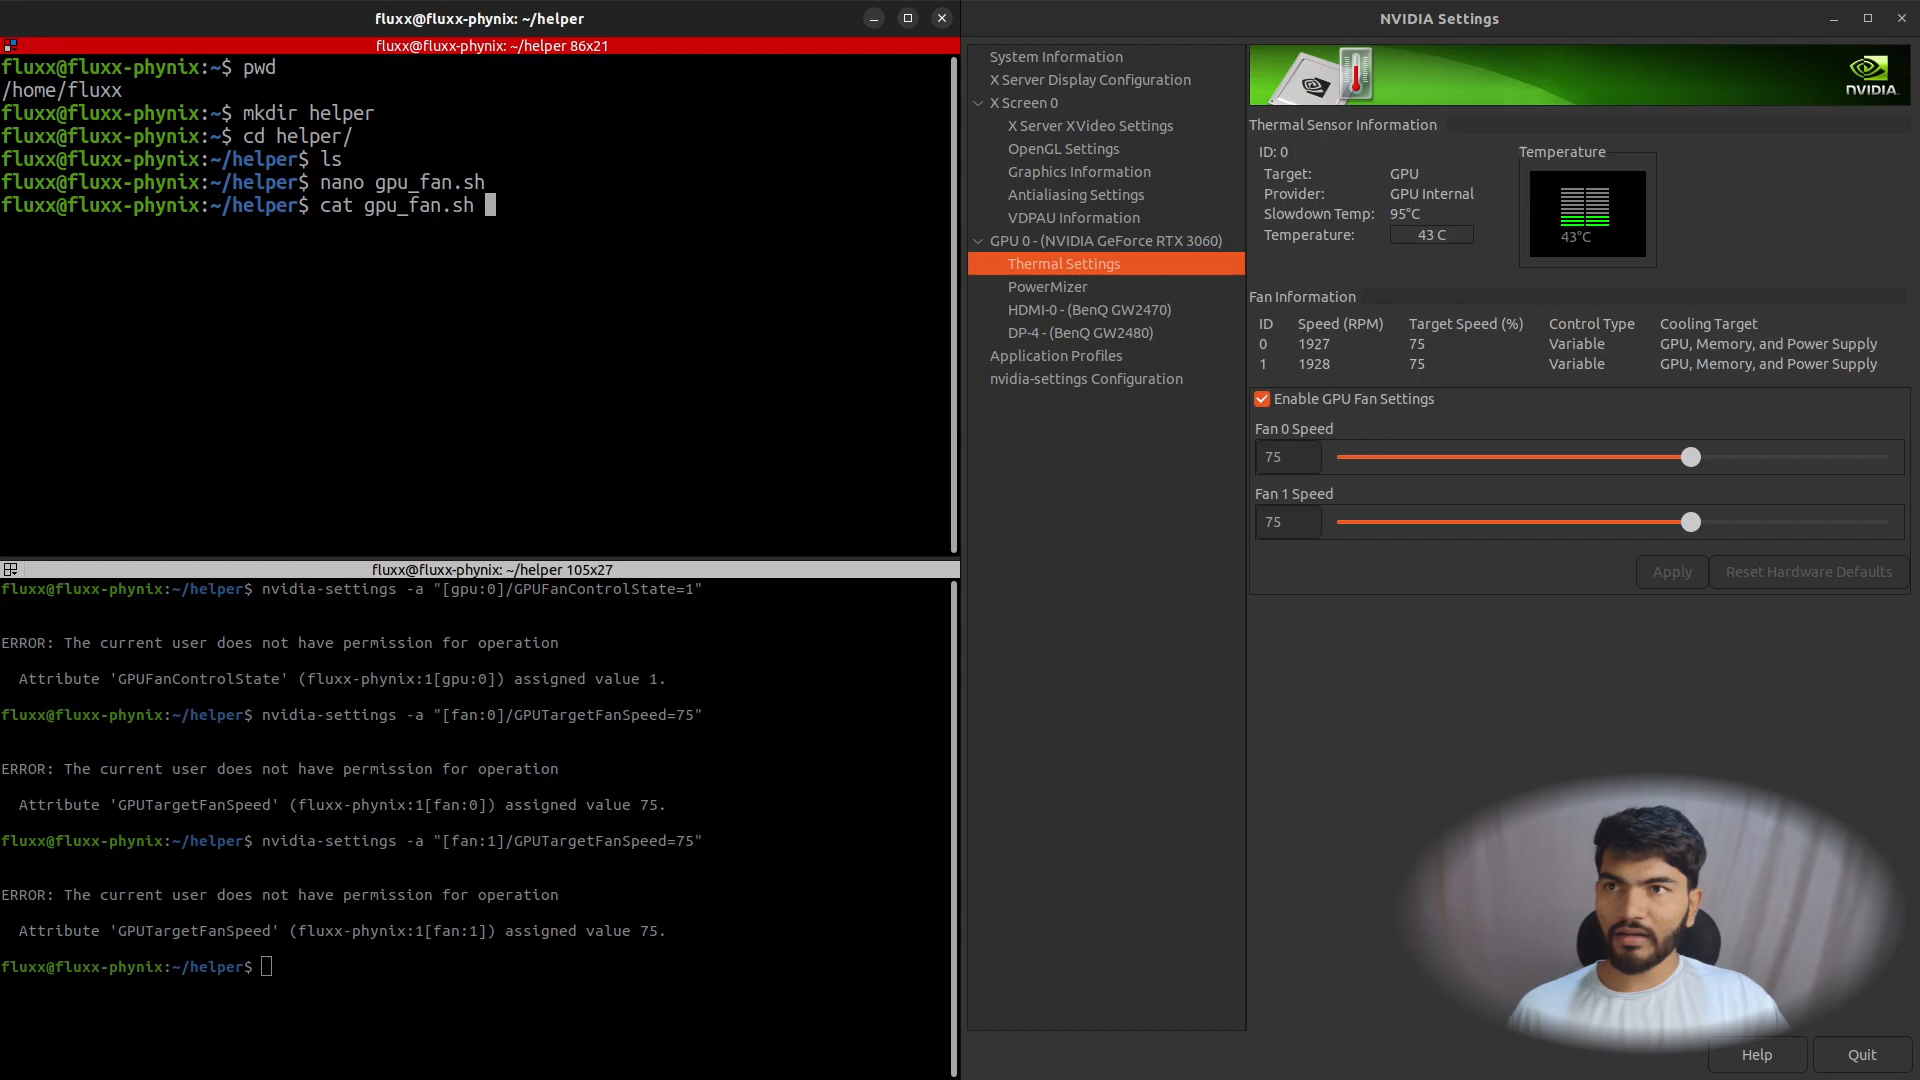 fluxx@fluxx-phynix: ~/helper
fluxx@fluxx-phynix: ~/helper 86x21
fluxx@fluxx-phynix:~$ pwd
/home/fluxx
fluxx@fluxx-phynix:~$ mkdir helper
fluxx@fluxx-phynix:~$ cd helper/
fluxx@fluxx-phynix:~/helper$ ls
fluxx@fluxx-phynix:~/helper$ nano gpu_fan.sh
fluxx@fluxx-phynix:~/helper$ cat gpu_fan.sh
fluxx@fluxx-phynix: ~/helper 105x27
fluxx@fluxx-phynix:~/helper$ nvidia-settings -a "[gpu:0]/GPUFanControlState=1"
ERROR: The current user does not have permission for operation
Attribute 'GPUFanControlState' (fluxx-phynix:1[gpu:0]) assigned value 1.
fluxx@fluxx-phynix:~/helper$ nvidia-settings -a "[fan:0]/GPUTargetFanSpeed=75"
ERROR: The current user does not have permission for operation
Attribute 'GPUTargetFanSpeed' (fluxx-phynix:1[fan:0]) assigned value 75.
fluxx@fluxx-phynix:~/helper$ nvidia-settings -a "[fan:1]/GPUTargetFanSpeed=75"
ERROR: The current user does not have permission for operation
Attribute 'GPUTargetFanSpeed' (fluxx-phynix:1[fan:1]) assigned value 75.
fluxx@fluxx-phynix:~/helper$
NVIDIA Settings
System Information
X Server Display Configuration
X Screen 0
X Server XVideo Settings
OpenGL Settings
Graphics Information
Antialiasing Settings
VDPAU Information
GPU 0 - (NVIDIA GeForce RTX 3060)
Thermal Settings
PowerMizer
HDMI-0 - (BenQ GW2470)
DP-4 - (BenQ GW2480)
Application Profiles
nvidia-settings Configuration
NVIDIA.
Thermal Sensor Information
ID: 0
Target: GPU
Provider: GPU Internal
Slowdown Temp: 95°C
Temperature: 43 C
Temperature
43°C
Fan Information
ID Speed (RPM) Target Speed (%) Control Type Cooling Target
0 1927 75 Variable GPU, Memory, and Power Supply
1 1928 75 Variable GPU, Memory, and Power Supply
Enable GPU Fan Settings
Fan 0 Speed
75
Fan 1 Speed
75
Apply Reset Hardware Defaults
Help Quit